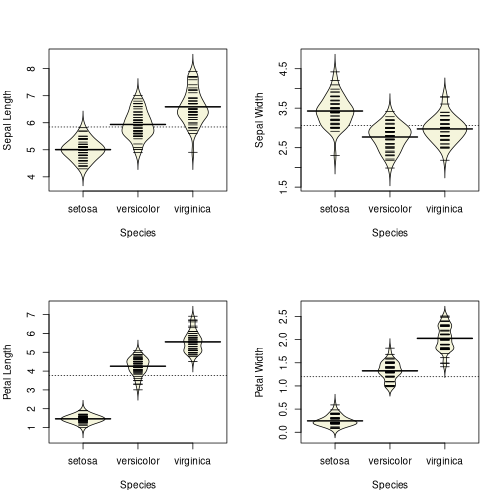 Sepal Length
8
7
6
5
4
setosa versicolor virginica
Species
Sepal Width
4.5
3.5
2.5
1.5
setosa versicolor virginica
Species
Petal Length
7
6
5
4
3
2
1
setosa versicolor virginica
Species
Petal Width
2.5
2.0
1.5
1.0
0.5
0.0
setosa versicolor virginica
Species